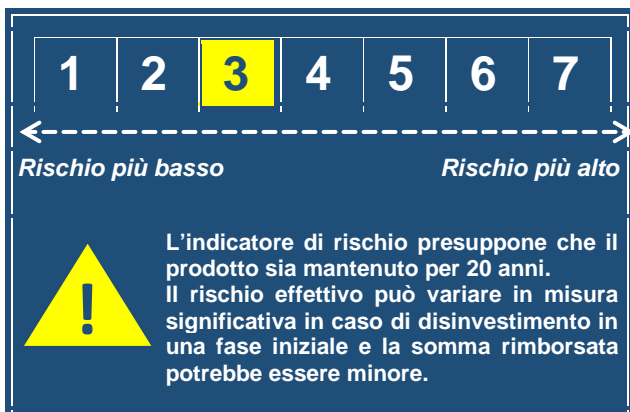 1 2 3 4 5 6 7
Rischio più basso Rischio più alto
!
L'indicatore di rischio presuppone che il
prodotto sia mantenuto per 20 anni.
Il rischio effettivo può variare in misura
significativa in caso di disinvestimento in
una fase iniziale e la somma rimborsata
potrebbe essere minore.